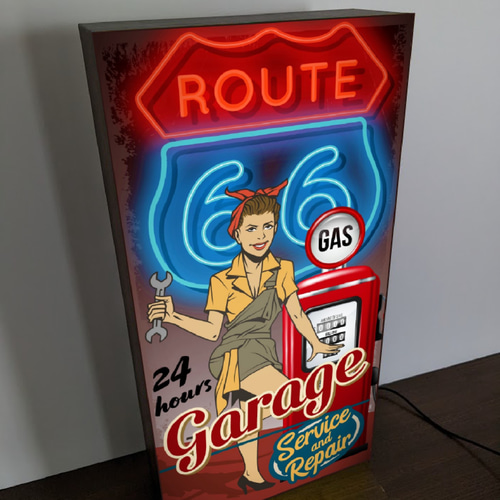 ROUTE
66
GAS
24
hours
Garage
Service
and
Repair